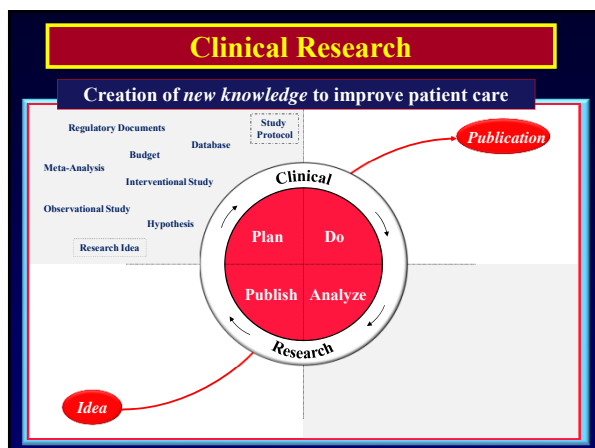 Clinical Research
Creation of new knowledge to improve patient care
Regulatory Documents
Study
Protocol
Database
Budget
Meta-Analysis
Interventional Study
Observational Study
Hypothesis
Research Idea
Publication
Clinical
Plan
Do
Publish
Analyze
Research
Idea